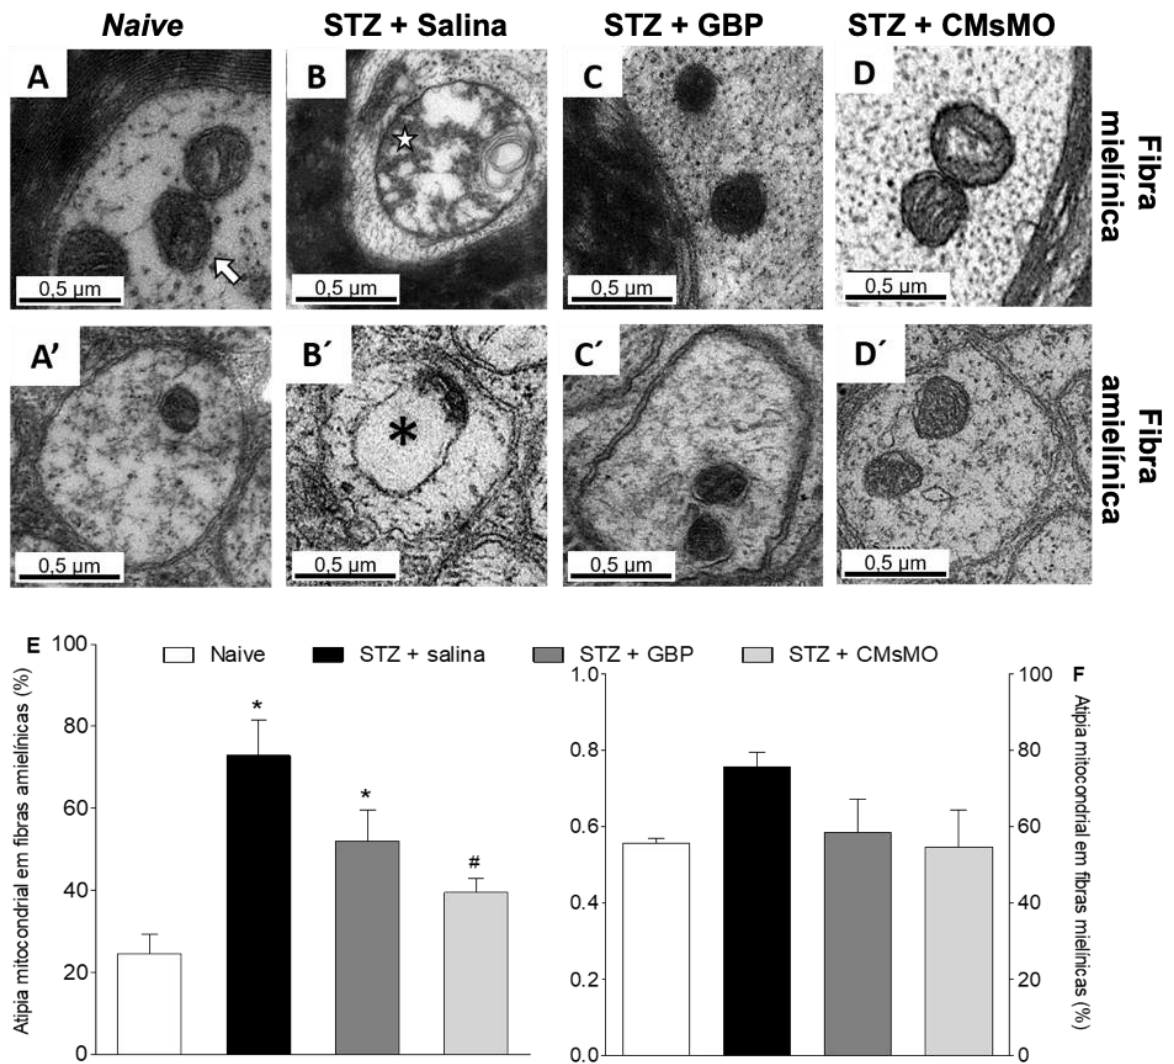 Naive STZ + Salina STZ + GBP STZ + CMsMO
A B C D
Fibra
mielínica
0,5 µm 0,5 µm 0,5 µm 0,5 µm
A’ B´ C´ D´
*
Fibra
amielínica
0,5 µm 0,5 µm 0,5 µm 0,5 µm
E
Naive STZ + salina STZ + GBP STZ + CMsMO
Atipia mitocondrial em fibras amielínicas (%)
100
80
60
40
20
0
* * #
1.0
0.8
0.6
0.4
0.2
0.0
F
100
80
60
40
20
0
Atipia mitocondrial em fibras mielínicas (%)